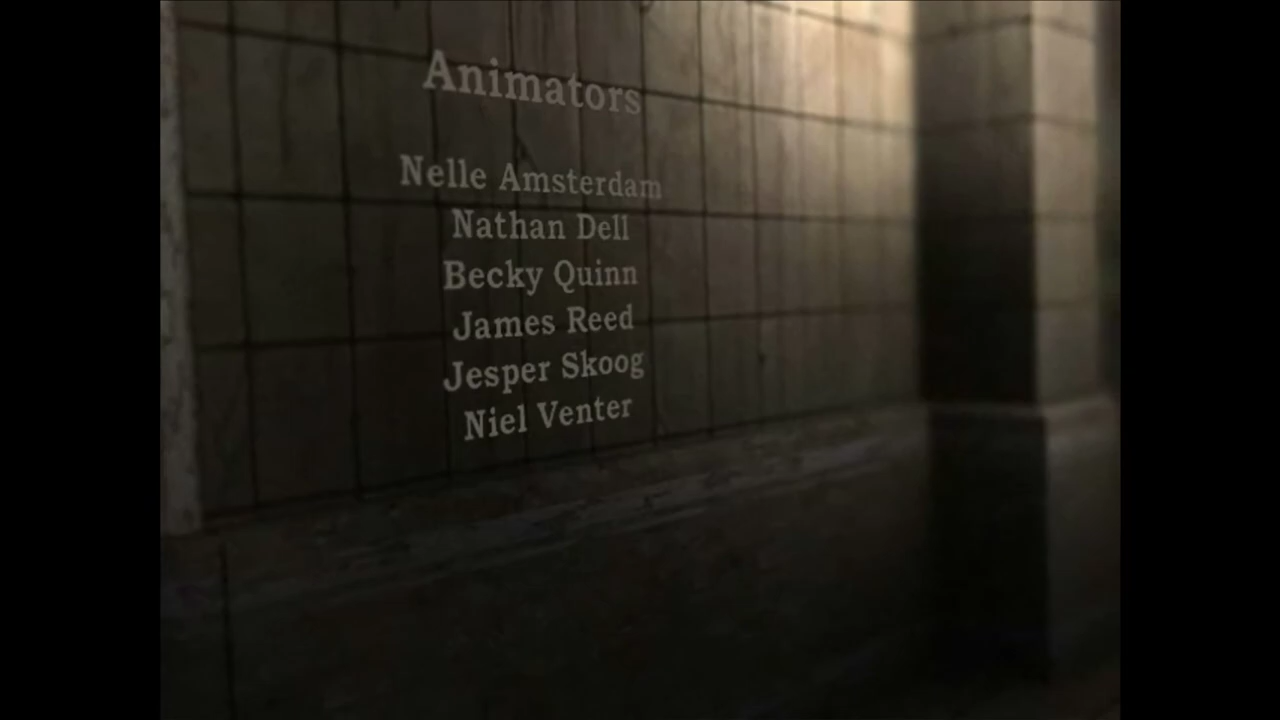 Animators
Nelle Amsterdam
Nathan Dell
Becky Quinn
James Reed
Jesper Skoog
Niel Venter